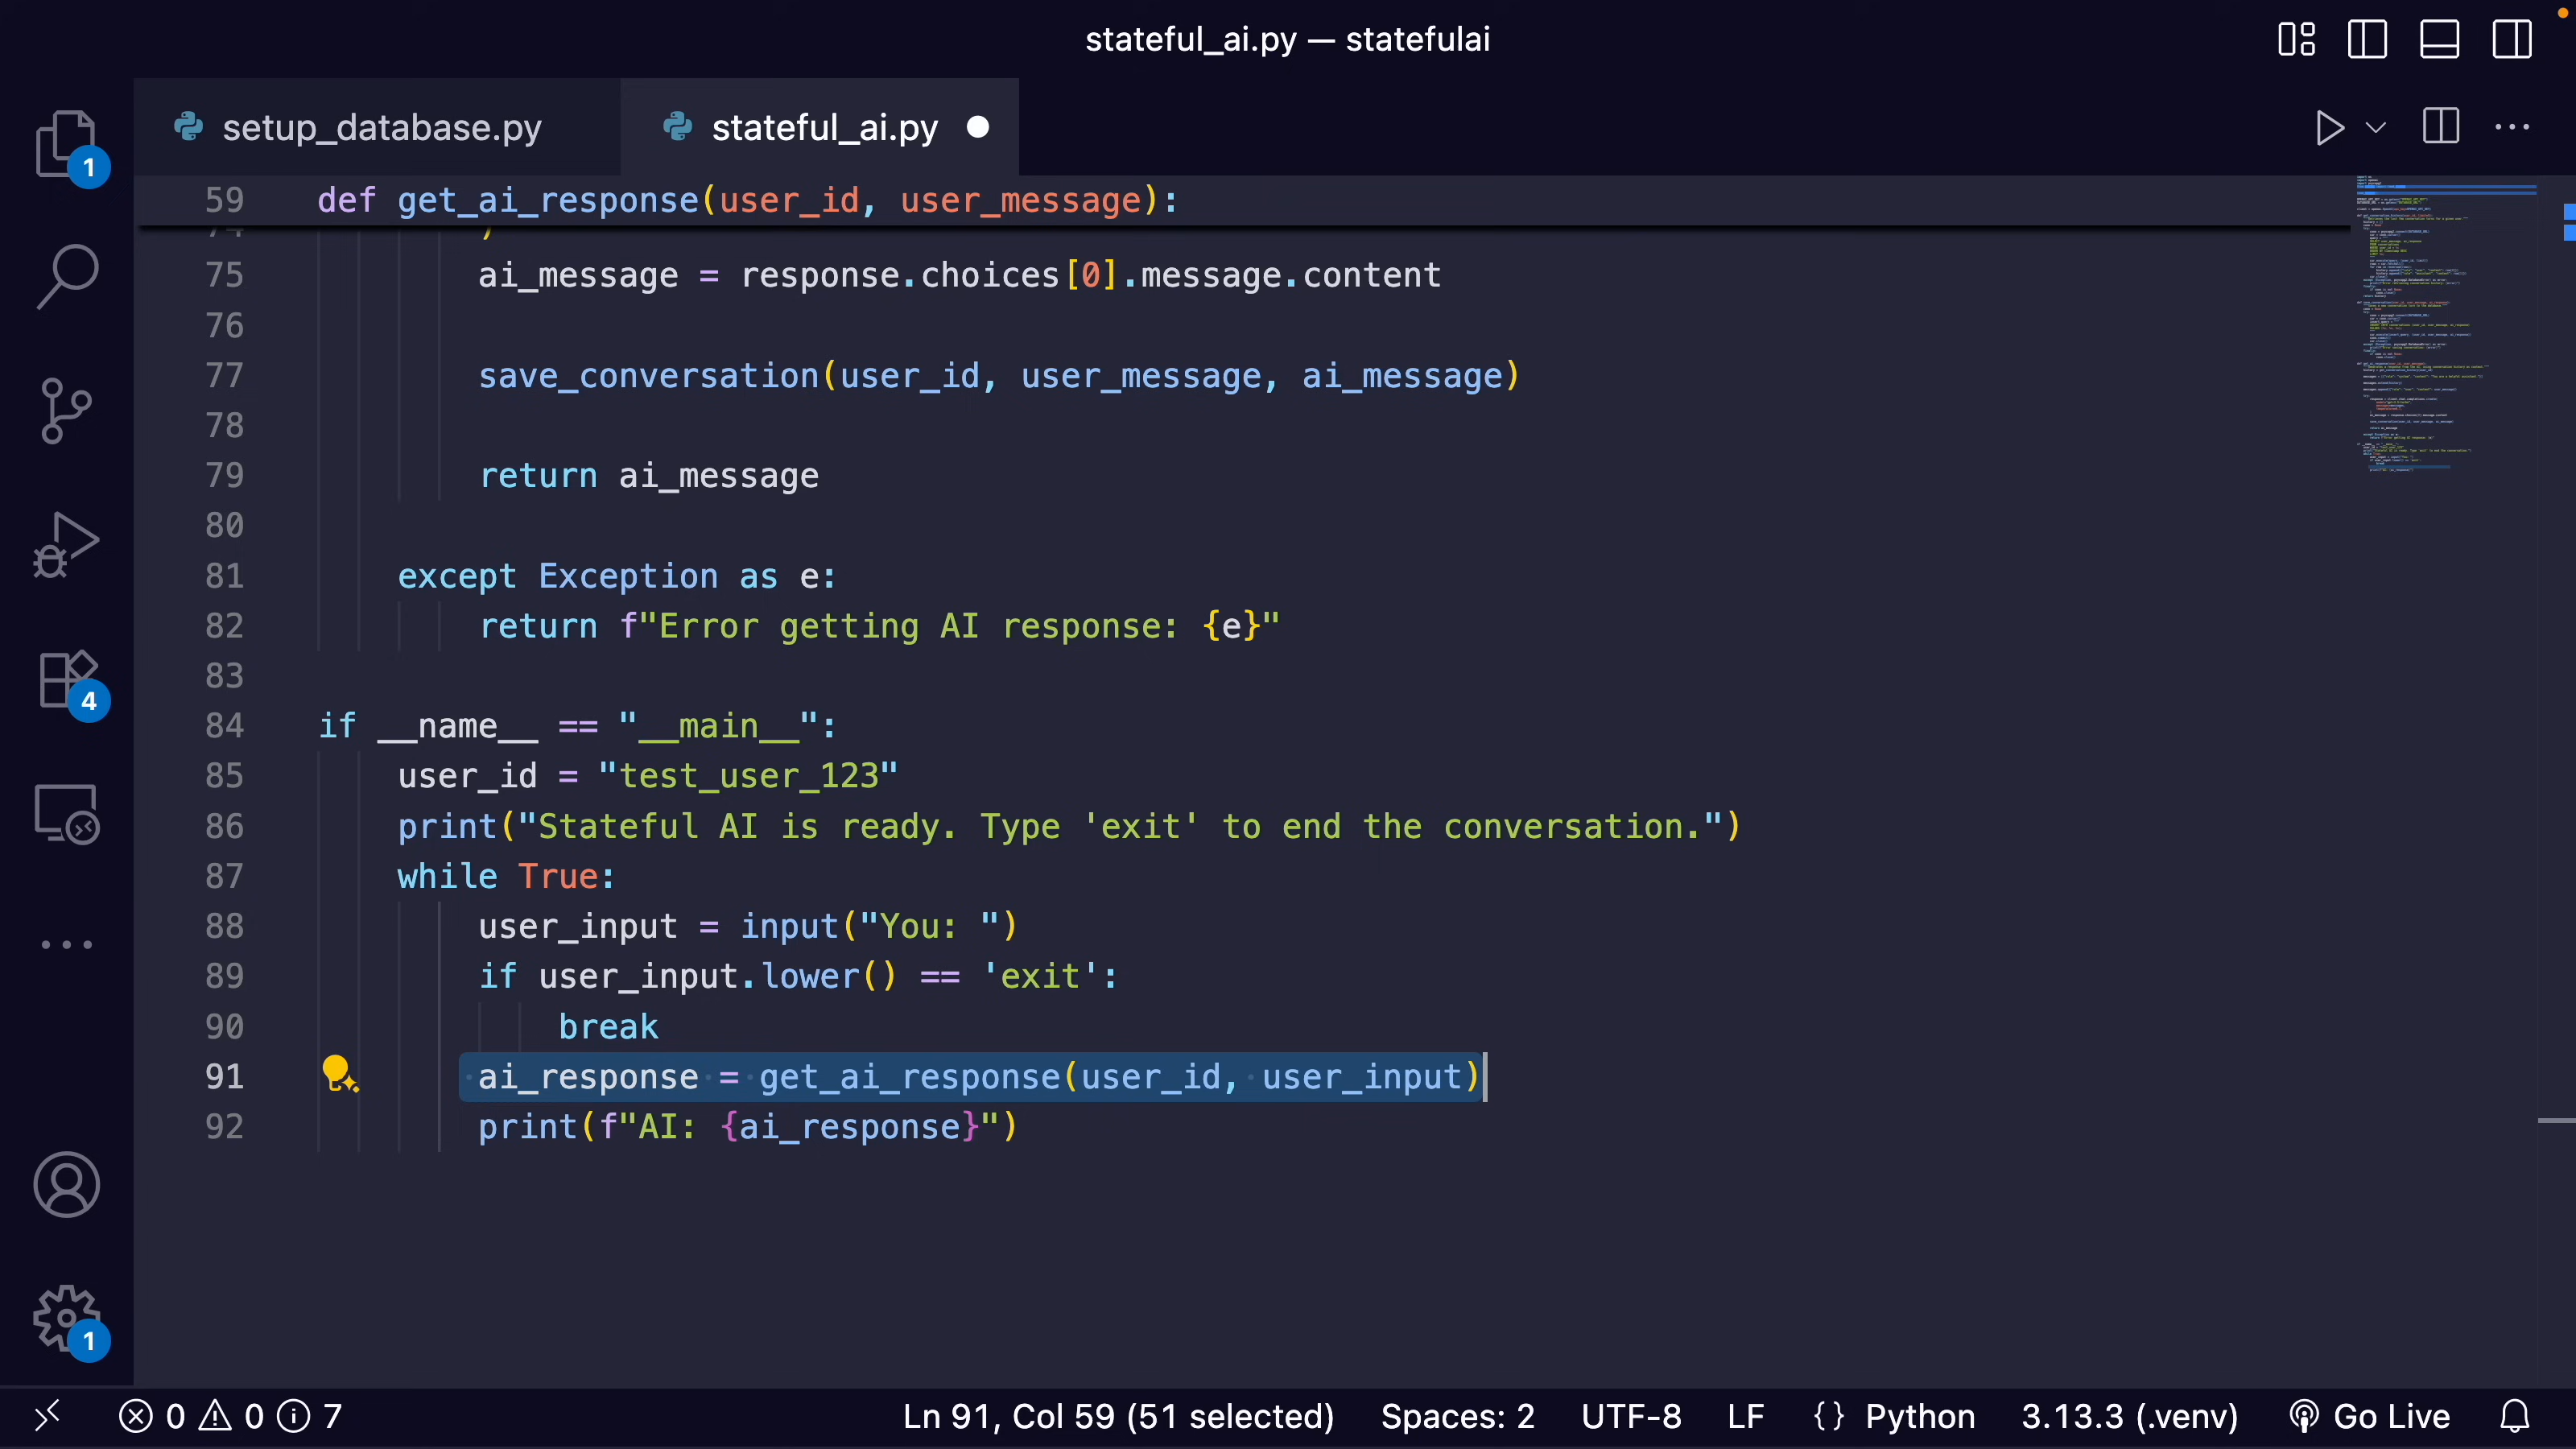 stateful_ai.py — statefulai
setup_database.py
stateful_ai.py
59 def get_ai_response(user_id, user_message):
74 )
75 ai_message = response.choices[0].message.content
76
77 save_conversation(user_id, user_message, ai_message)
78
79 return ai_message
80
81 except Exception as e:
82 return f"Error getting AI response: {e}"
83
84 if __name__ == "__main__":
85 user_id = "test_user_123"
86 print("Stateful AI is ready. Type 'exit' to end the conversation.")
87 while True:
88 user_input = input("You: ")
89 if user_input.lower() == 'exit':
90 break
91 ai_response = get_ai_response(user_id, user_input)
92 print(f"AI: {ai_response}")
1
4
1
0 0 7
Ln 91, Col 59 (51 selected) Spaces: 2 UTF-8 LF {} Python 3.13.3 (.venv) Go Live